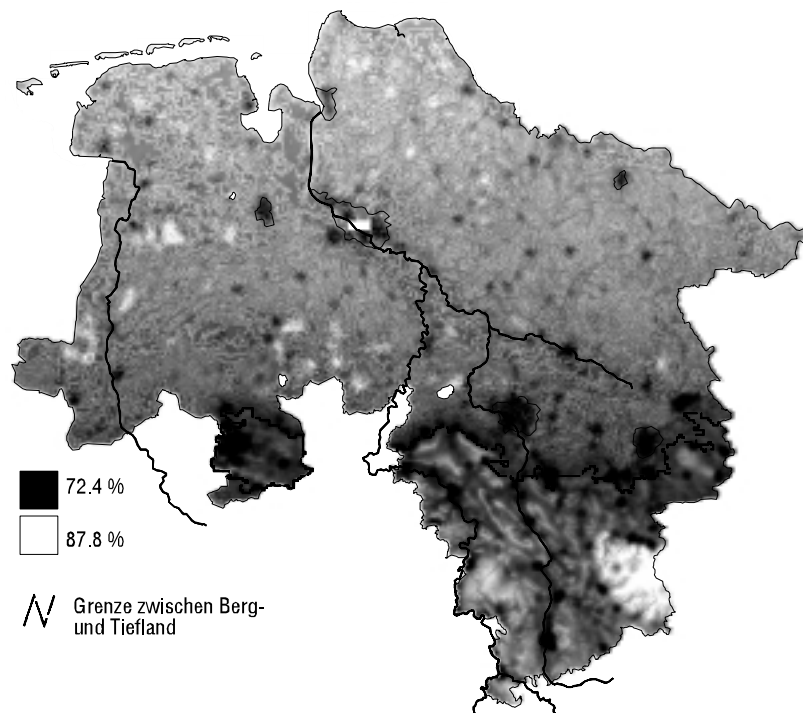 72.4 %
87.8 %
Grenze zwischen Berg-
und Tiefland